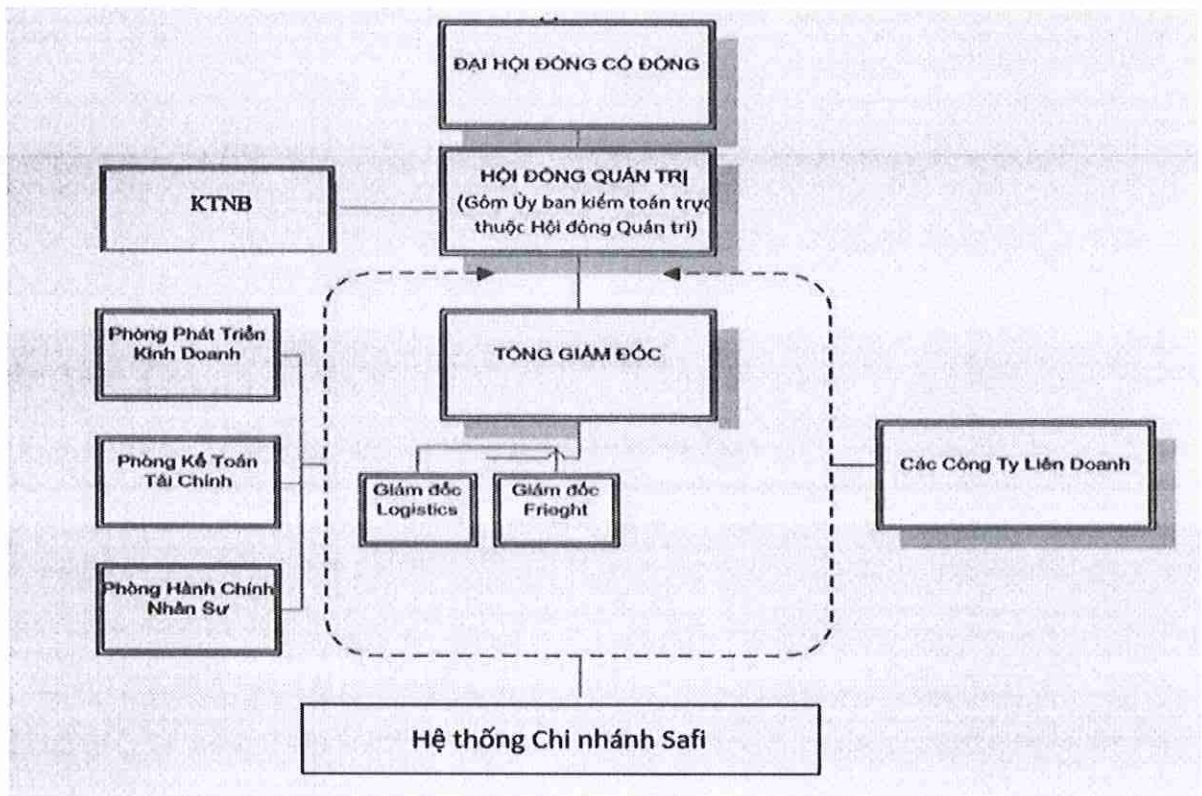 ĐẠI HỘI ĐỒNG CỔ ĐÔNG
HỘI ĐỒNG QUẢN TRỊ
(Gồm Ủy ban kiểm toán trực
thuộc Hội đồng Quản trị)
KTNB
Phòng Phát Triển
Kinh Doanh
TỔNG GIÁM ĐỐC
Phòng Kế Toán
Tài Chính
Giám đốc
Logistics
Giám đốc
Frieght
Các Công Ty Liên Doanh
Phòng Hành Chính
Nhân Sự
Hệ thống Chi nhánh Safi